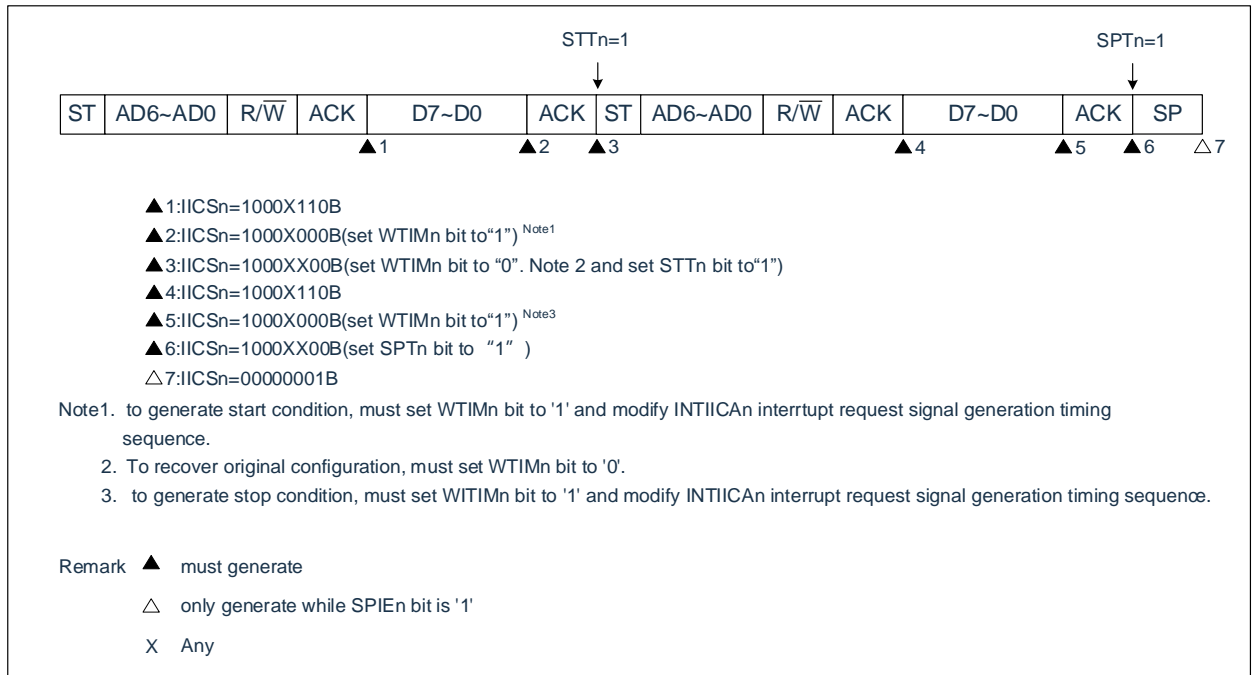 STTn=1 SPTn=1
ST AD6~AD0 R/W ACK D7~D0 ACK ST AD6~AD0 R/W ACK D7~D0 ACK SP
▲1 ▲2 ▲3 ▲4 ▲5 ▲6 △7
▲1:IICSn=1000X110B
▲2:IICSn=1000X000B(set WTIMn bit to“1”) Note1
▲3:IICSn=1000XX00B(set WTIMn bit to “0”. Note 2 and set STTn bit to“1”)
▲4:IICSn=1000X110B
▲5:IICSn=1000X000B(set WTIMn bit to“1”) Note3
▲6:IICSn=1000XX00B(set SPTn bit to “1” )
△7:IICSn=00000001B
Note1. to generate start condition, must set WTIMn bit to '1' and modify INTIICAn interrtupt request signal generation timing
sequence.
2. To recover original configuration, must set WTIMn bit to '0'.
3. to generate stop condition, must set WITIMn bit to '1' and modify INTIICAn interrupt request signal generation timing sequence.
Remark ▲ must generate
△ only generate while SPIEn bit is '1'
X Any